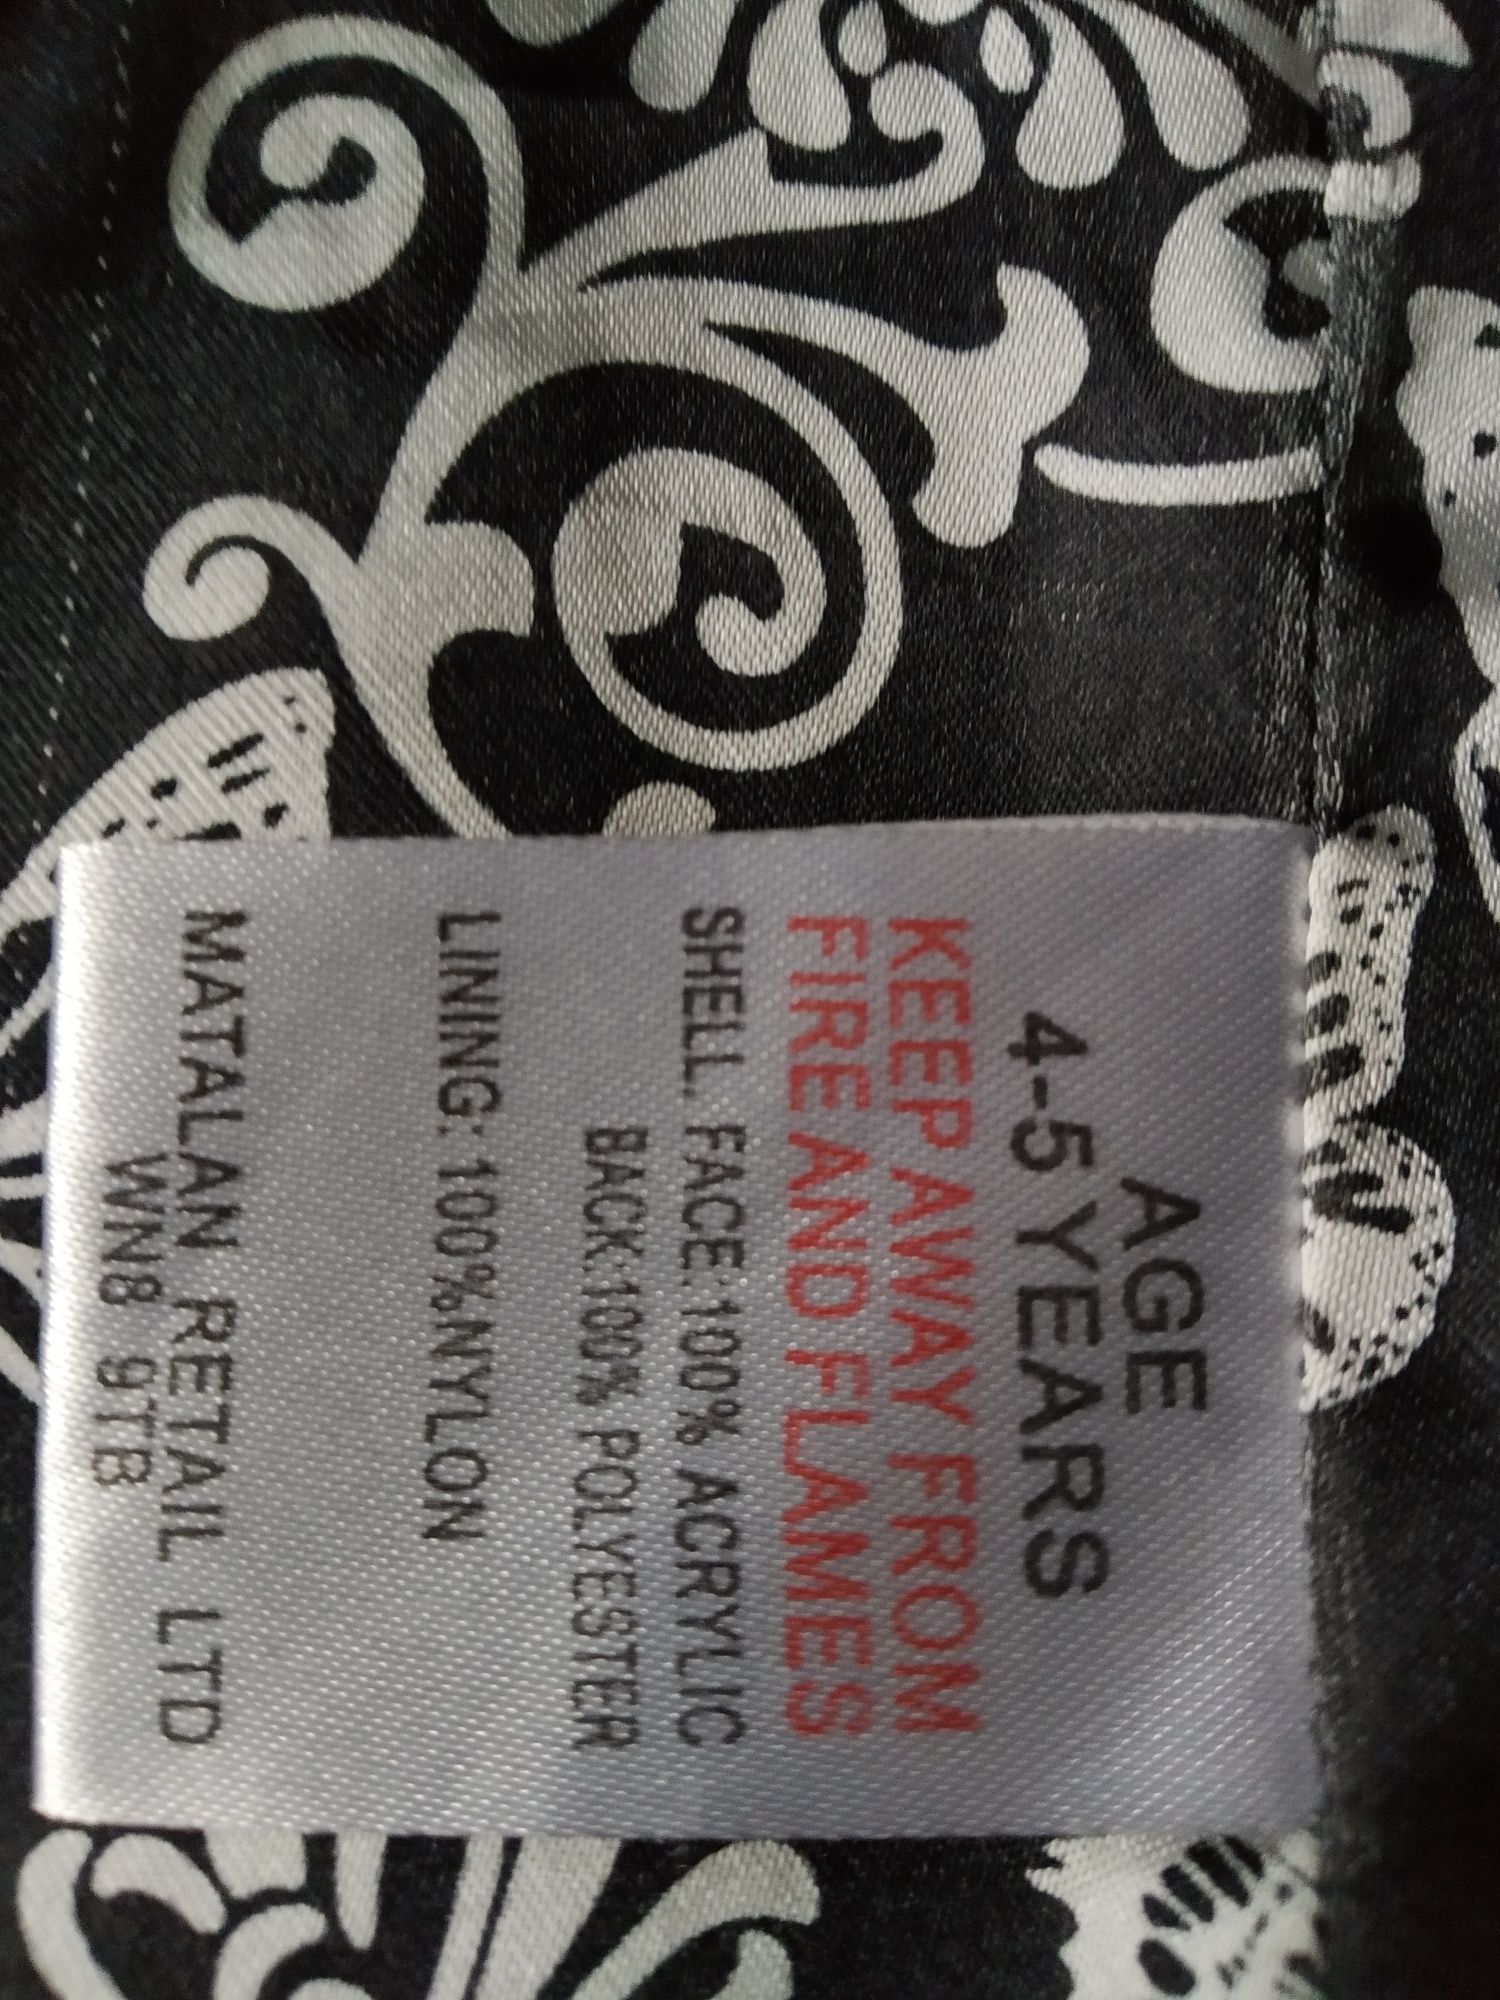 AGE
4-5 YEARS
KEEP AWAY FROM
FIRE AND FLAMES
SHELL. FACE:100% ACRYLIC
BACK:100% POLYESTER
LINING: 100%NYLON
MATALAN RETAIL LTD
WN8 9TB